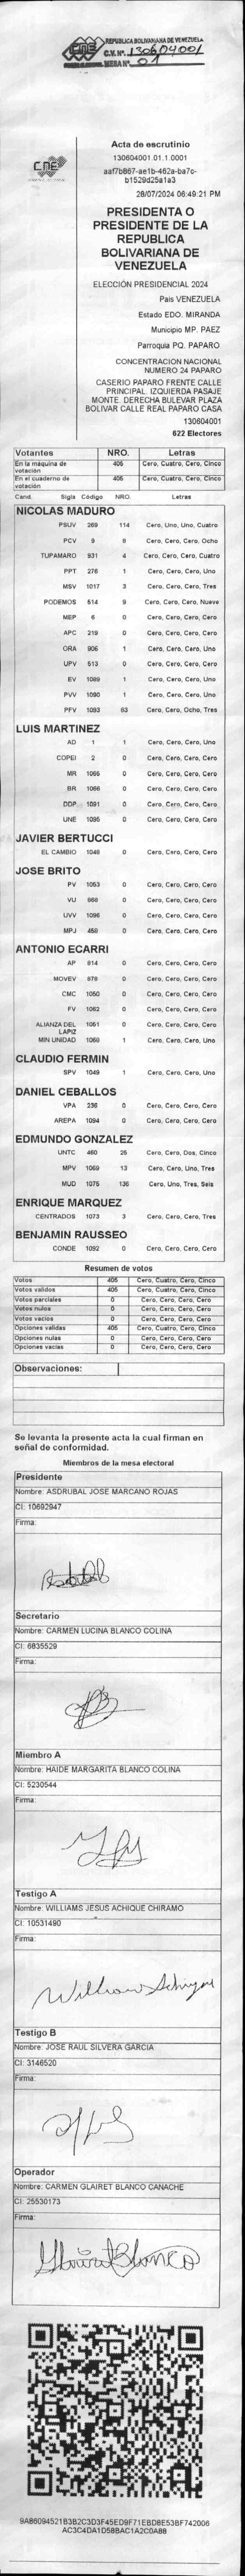 REPUBLICA BOLIVARIANA DE VENEZUELA
CNE C.V. Nº. 130604001
MESA Nº 01
CNE
Acta de escrutinio
130604001.01.1.0001
aaf7b867-ae1b-462a-ba7c-
b1529d25a1a3
28/07/2024 06:49:21 PM
PRESIDENTA O
PRESIDENTE DE LA
REPUBLICA
BOLIVARIANA DE
VENEZUELA
ELECCIÓN PRESIDENCIAL 2024
Pais VENEZUELA
Estado EDO. MIRANDA
Municipio MP. PAEZ
Parroquia PQ. PAPARO
CONCENTRACION NACIONAL
NUMERO 24 PAPARO
CASERIO PAPARO FRENTE CALLE
PRINCIPAL. IZQUIERDA PASAJE
MONTE. DERECHA BULEVAR PLAZA
BOLIVAR CALLE REAL PAPARO CASA
130604001
622 Electores
Votantes NRO. Letras
En la máquina de votación 405 Cero, Cuatro, Cero, Cinco
En el cuaderno de votación 405 Cero, Cuatro, Cero, Cinco
Cand. Sigla Código NRO. Letras
NICOLAS MADURO
PSUV 269 114 Cero, Uno, Uno, Cuatro
PCV 9 8 Cero, Cero, Cero, Ocho
TUPAMARO 931 4 Cero, Cero, Cero, Cuatro
PPT 276 1 Cero, Cero, Cero, Uno
MSV 1017 3 Cero, Cero, Cero, Tres
PODEMOS 514 9 Cero, Cero, Cero, Nueve
MEP 6 0 Cero, Cero, Cero, Cero
APC 219 0 Cero, Cero, Cero, Cero
ORA 906 1 Cero, Cero, Cero, Uno
UPV 513 0 Cero, Cero, Cero, Cero
EV 1089 1 Cero, Cero, Cero, Uno
PVV 1090 1 Cero, Cero, Cero, Uno
PFV 1093 83 Cero, Cero, Ocho, Tres
LUIS MARTINEZ
AD 1 1 Cero, Cero, Cero, Uno
COPEI 2 0 Cero, Cero, Cero, Cero
MR 1065 0 Cero, Cero, Cero, Cero
BR 1066 0 Cero, Cero, Cero, Cero
DDP 1091 0 Cero, Cero, Cero, Cero
UNE 1095 0 Cero, Cero, Cero, Cero
JAVIER BERTUCCI
EL CAMBIO 1048 0 Cero, Cero, Cero, Cero
JOSE BRITO
PV 1053 0 Cero, Cero, Cero, Cero
VU 868 0 Cero, Cero, Cero, Cero
UVV 1096 0 Cero, Cero, Cero, Cero
MPJ 458 0 Cero, Cero, Cero, Cero
ANTONIO ECARRI
AP 814 0 Cero, Cero, Cero, Cero
MOVEV 878 0 Cero, Cero, Cero, Cero
CMC 1050 0 Cero, Cero, Cero, Cero
FV 1062 0 Cero, Cero, Cero, Cero
ALIANZA DEL LAPIZ 1051 0 Cero, Cero, Cero, Cero
MIN UNIDAD 1068 1 Cero, Cero, Cero, Uno
CLAUDIO FERMIN
SPV 1049 1 Cero, Cero, Cero, Uno
DANIEL CEBALLOS
VPA 236 0 Cero, Cero, Cero, Cero
AREPA 1094 0 Cero, Cero, Cero, Cero
EDMUNDO GONZALEZ
UNTC 460 25 Cero, Cero, Dos, Cinco
MPV 1069 13 Cero, Cero, Uno, Tres
MUD 1075 136 Cero, Uno, Tres, Seis
ENRIQUE MARQUEZ
CENTRADOS 1073 3 Cero, Cero, Cero, Tres
BENJAMIN RAUSSEO
CONDE 1092 0 Cero, Cero, Cero, Cero
Resumen de votos
Votos 405 Cero, Cuatro, Cero, Cinco
Votos validos 405 Cero, Cuatro, Cero, Cinco
Votos parciales 0 Cero, Cero, Cero, Cero
Votos nulos 0 Cero, Cero, Cero, Cero
Votos vacios 0 Cero, Cero, Cero, Cero
Opciones validas 405 Cero, Cuatro, Cero, Cinco
Opciones nulas 0 Cero, Cero, Cero, Cero
Opciones vacias 0 Cero, Cero, Cero, Cero
Observaciones:
Se levanta la presente acta la cual firman en
señal de conformidad.
Miembros de la mesa electoral
Presidente
Nombre: ASDRUBAL JOSE MARCANO ROJAS
CI: 10692947
Firma:
Secretario
Nombre: CARMEN LUCINA BLANCO COLINA
CI: 6835529
Firma:
Miembro A
Nombre: HAIDE MARGARITA BLANCO COLINA
CI: 5230544
Firma:
Testigo A
Nombre: WILLIAMS JESUS ACHIQUE CHIRAMO
CI: 10531490
Firma:
Testigo B
Nombre: JOSE RAUL SILVERA GARCIA
CI: 3146520
Firma:
Operador
Nombre: CARMEN GLAIRET BLANCO CANACHE
CI: 25530173
Firma:
9A86094521B3B2C3D3F45ED9F71EBD8E53BF742006
AC3C4DA1D58BAC1A2C0A88